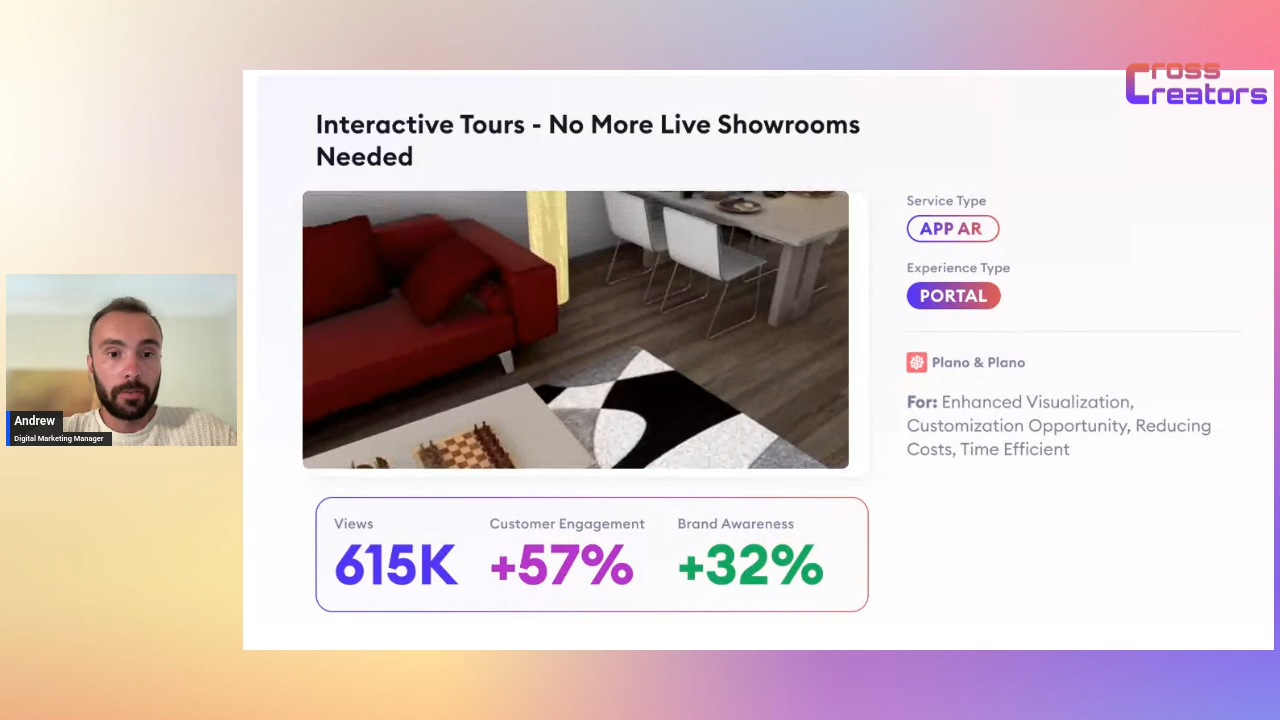 Cross
Creators
Interactive Tours - No More Live Showrooms
Needed
Service Type
APP AR
Experience Type
PORTAL
Plano & Plano
For: Enhanced Visualization,
Customization Opportunity, Reducing
Costs, Time Efficient
Andrew
Digital Marketing Manager
Views
Customer Engagement
Brand Awareness
615K
+57%
+32%